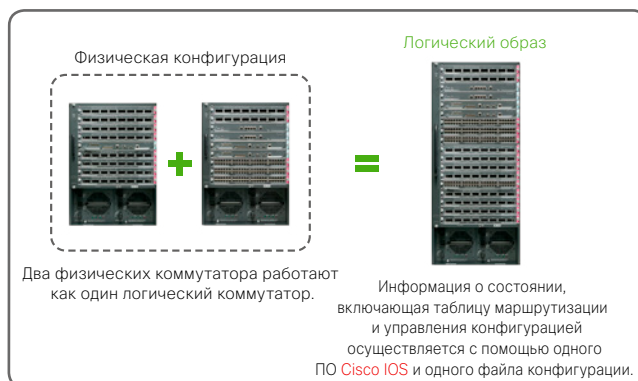 Физическая конфигурация
Логический образ
Два физических коммутатора работают
как один логический коммутатор.
Информация о состоянии,
включающая таблицу маршрутизации
и управления конфигурацией
осуществляется с помощью одного
ПО Cisco IOS и одного файла конфигурации.